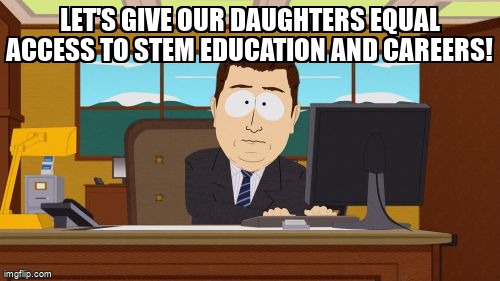 LET'S GIVE OUR DAUGHTERS EQUAL
ACCESS TO STEM EDUCATION AND CAREERS!
imgflip.com